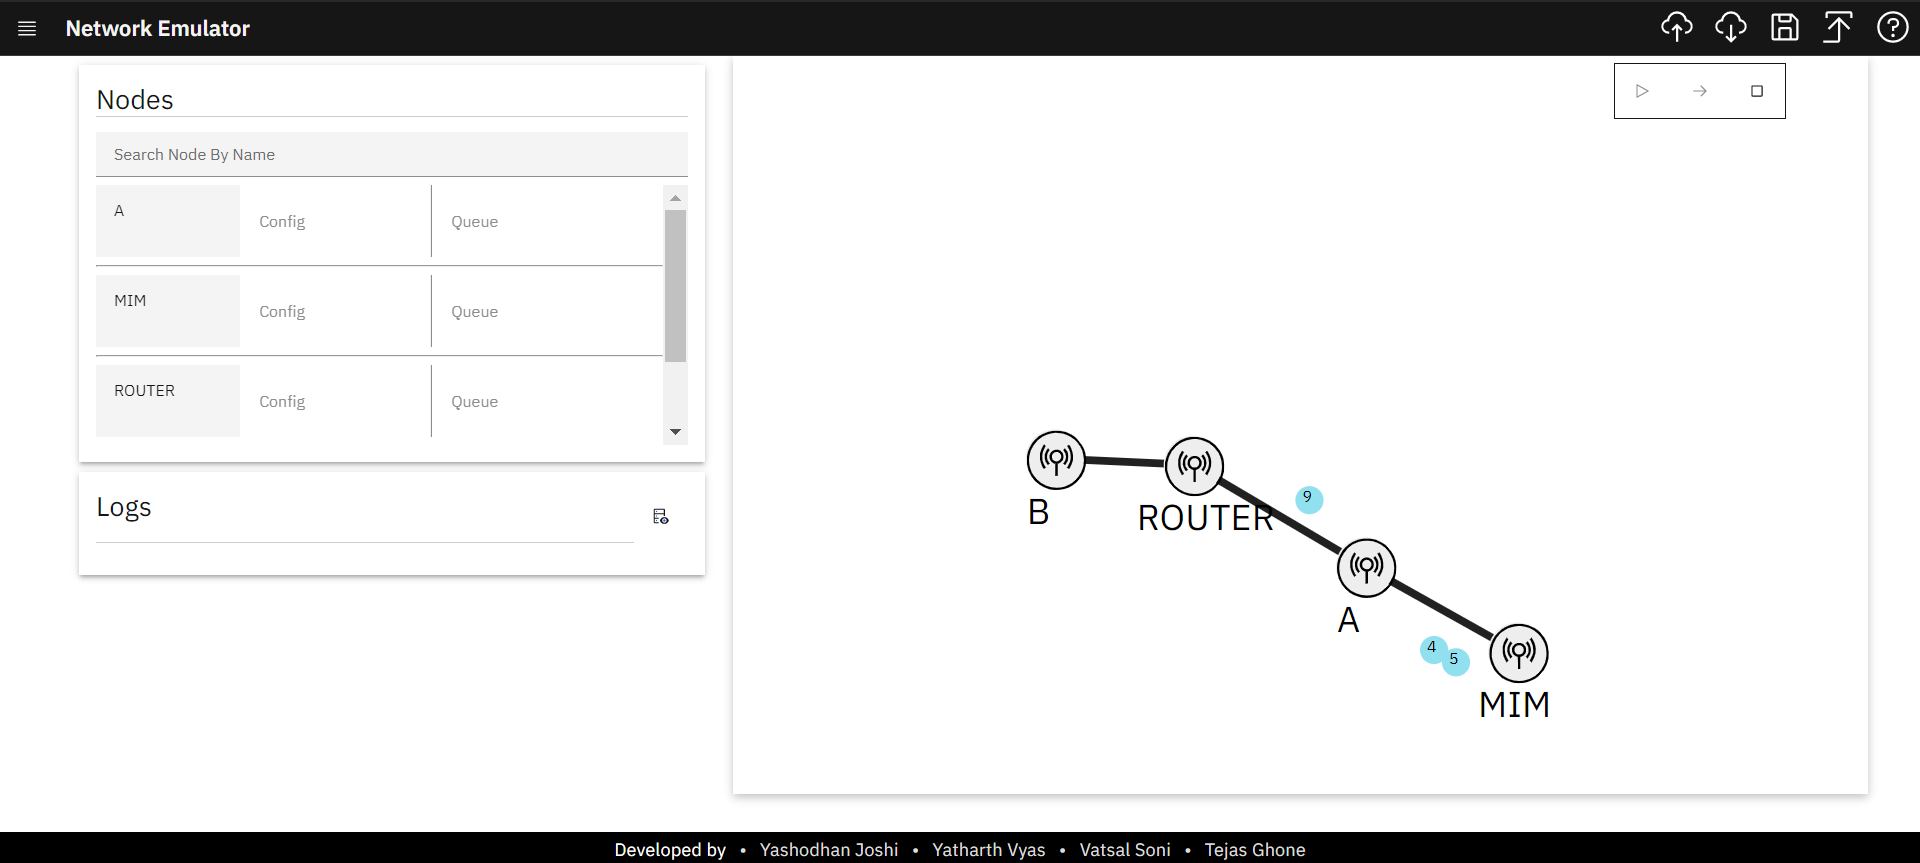 Network Emulator
Nodes
Search Node By Name
A
Config
Queue
MIM
Config
Queue
ROUTER
Config
Queue
Logs
B
ROUTER
9
A
4
5
MIM
Developed by • Yashodhan Joshi • Yatharth Vyas • Vatsal Soni • Tejas Ghone